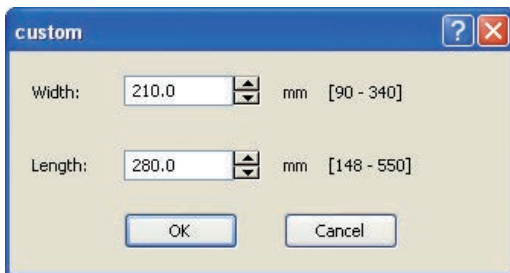 custom
Width: 210.0 mm [90 - 340]
Length: 280.0 mm [148 - 550]
OK Cancel